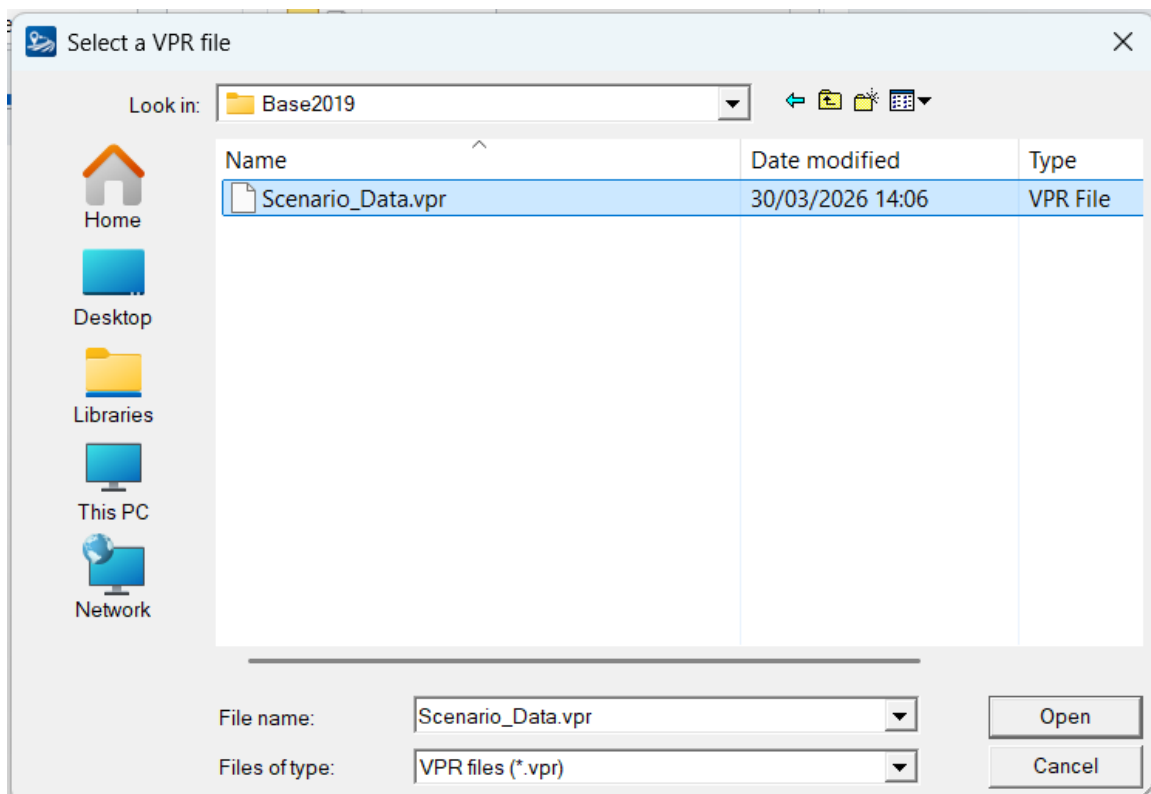 Select a VPR file
Look in: Base2019
Name Date modified Type
Scenario_Data.vpr 30/03/2026 14:06 VPR File
Home
Desktop
Libraries
This PC
Network
File name: Scenario_Data.vpr Open
Files of type: VPR files (*.vpr) Cancel